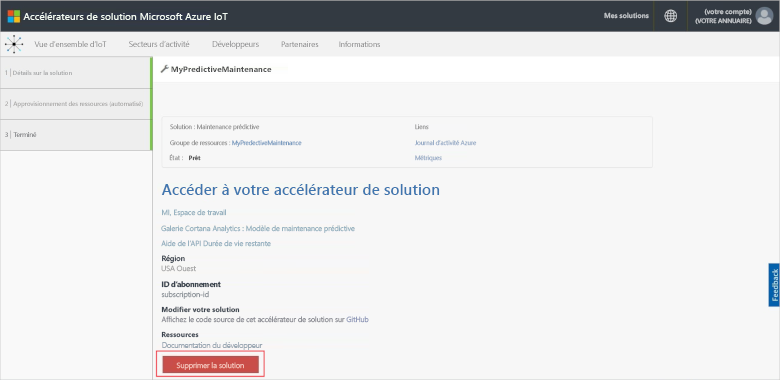 Accélérateurs de solution Microsoft Azure IoT
Mes solutions
(votre compte)
(VOTRE ANNUAIRE)
Vue d'ensemble d'IoT Secteurs d'activité Développeurs Partenaires Informations
1 | Détails sur la solution
2 | Approvisionnement des ressources (automatisé)
3 | Terminé
MyPredictiveMaintenance
Solution : Maintenance prédictive
Groupe de ressources : MyPredectiveMaintenance
État : Prêt
Liens
Journal d'activité Azure
Métriques
Accéder à votre accélérateur de solution
Ml, Espace de travail
Galerie Cortana Analytics : Modèle de maintenance prédictive
Aide de l'API Durée de vie restante
Région
USA Ouest
ID d'abonnement
subscription-id
Modifier votre solution
Affichez le code source de cet accélérateur de solution sur GitHub
Ressources
Documentation du développeur
Supprimer la solution
Feedback